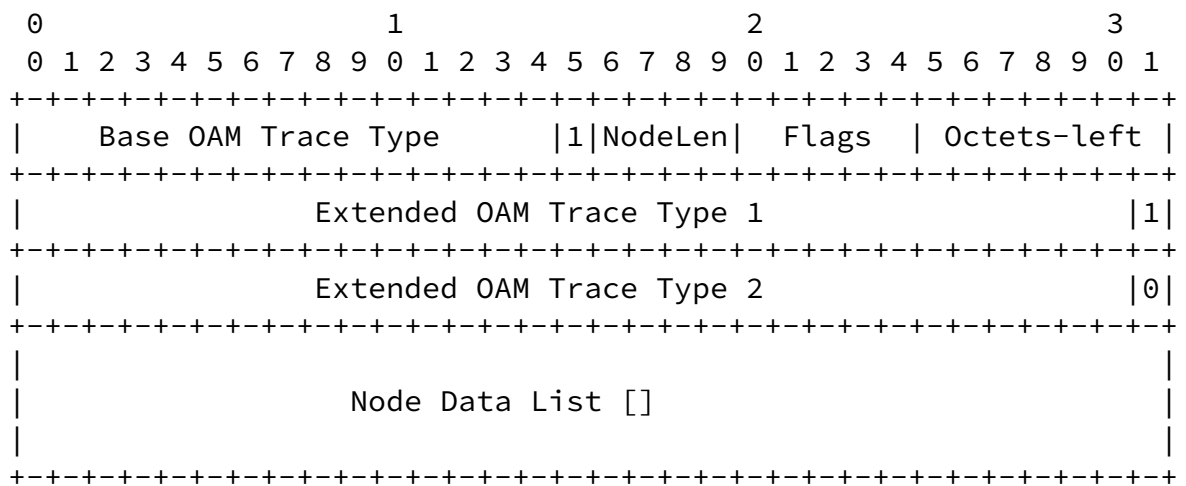 0                   1                   2                   3
 0 1 2 3 4 5 6 7 8 9 0 1 2 3 4 5 6 7 8 9 0 1 2 3 4 5 6 7 8 9 0 1
+-+-+-+-+-+-+-+-+-+-+-+-+-+-+-+-+-+-+-+-+-+-+-+-+-+-+-+-+-+-+-+-+
|    Base OAM Trace Type      |1|NodeLen|  Flags  | Octets-left |
+-+-+-+-+-+-+-+-+-+-+-+-+-+-+-+-+-+-+-+-+-+-+-+-+-+-+-+-+-+-+-+-+
|                Extended OAM Trace Type 1                    |1|
+-+-+-+-+-+-+-+-+-+-+-+-+-+-+-+-+-+-+-+-+-+-+-+-+-+-+-+-+-+-+-+-+
|                Extended OAM Trace Type 2                    |0|
+-+-+-+-+-+-+-+-+-+-+-+-+-+-+-+-+-+-+-+-+-+-+-+-+-+-+-+-+-+-+-+-+
|                                                               |
|                  Node Data List []                            |
|                                                               |
+-+-+-+-+-+-+-+-+-+-+-+-+-+-+-+-+-+-+-+-+-+-+-+-+-+-+-+-+-+-+-+-+